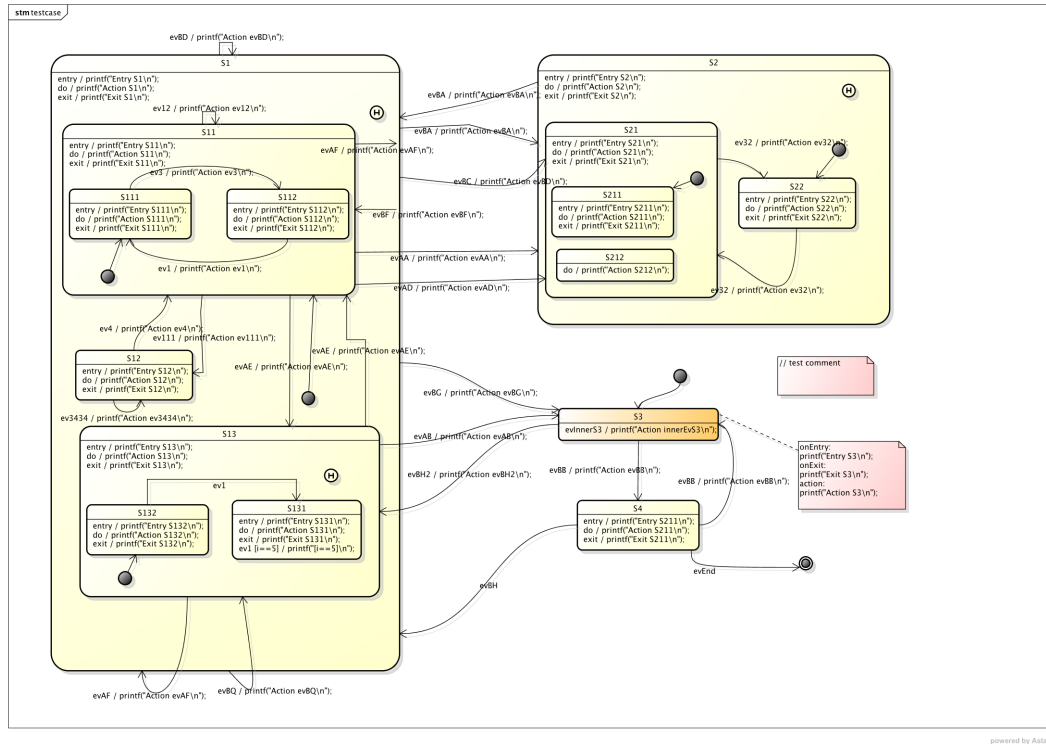 stm testcase
evBD / printf("Action evBD\n");
S1
entry / printf("Entry S1\n");
do / printf("Action S1\n");
exit / printf("Exit S1\n");
H
ev12 / printf("Action ev12\n");
S11
entry / printf("Entry S11\n");
do / printf("Action S11\n");
exit / printf("Exit S11\n");
ev3 / printf("Action ev3\n");
S111
entry / printf("Entry S111\n");
do / printf("Action S111\n");
exit / printf("Exit S111\n");
S112
entry / printf("Entry S112\n");
do / printf("Action S112\n");
exit / printf("Exit S112\n");
ev1 / printf("Action ev1\n");
ev4 / printf("Action ev4\n");
ev111 / printf("Action ev111\n");
S12
entry / printf("Entry S12\n");
do / printf("Action S12\n");
exit / printf("Exit S12\n");
ev3434 / printf("Action ev3434\n");
evAE / printf("Action evAE\n");
evAE / printf("Action evAE\n");
S13
entry / printf("Entry S13\n");
do / printf("Action S13\n");
exit / printf("Exit S13\n");
H
ev1
S132
entry / printf("Entry S132\n");
do / printf("Action S132\n");
exit / printf("Exit S132\n");
S131
entry / printf("Entry S131\n");
do / printf("Action S131\n");
exit / printf("Exit S131\n");
ev1 [i==5] / printf("[i==5]\n");
evAF / printf("Action evAF\n");
evBQ / printf("Action evBQ\n");
evBA / printf("Action evBA\n");
evBA / printf("Action evBA\n");
evAF / printf("Action evAF\n");
evBC / printf("Action evBD\n");
evBF / printf("Action evBF\n");
evAA / printf("Action evAA\n");
evAD / printf("Action evAD\n");
evBG / printf("Action evBG\n");
evAB / printf("Action evAB\n");
evBH2 / printf("Action evBH2\n");
evBH
S2
entry / printf("Entry S2\n");
do / printf("Action S2\n");
exit / printf("Exit S2\n");
H
S21
entry / printf("Entry S21\n");
do / printf("Action S21\n");
exit / printf("Exit S21\n");
S211
entry / printf("Entry S211\n");
do / printf("Action S211\n");
exit / printf("Exit S211\n");
S212
do / printf("Action S212\n");
ev32 / printf("Action ev32\n");
S22
entry / printf("Entry S22\n");
do / printf("Action S22\n");
exit / printf("Exit S22\n");
ev32 / printf("Action ev32\n");
// test comment
S3
evInnerS3 / printf("Action innerEvS3\n");
onEntry:
printf("Entry S3\n");
onExit:
printf("Exit S3\n");
action:
printf("Action S3\n");
evBB / printf("Action evBB\n");
evBB / printf("Action evBB\n");
S4
entry / printf("Entry S211\n");
do / printf("Action S211\n");
exit / printf("Exit S211\n");
evEnd
powered by Asta